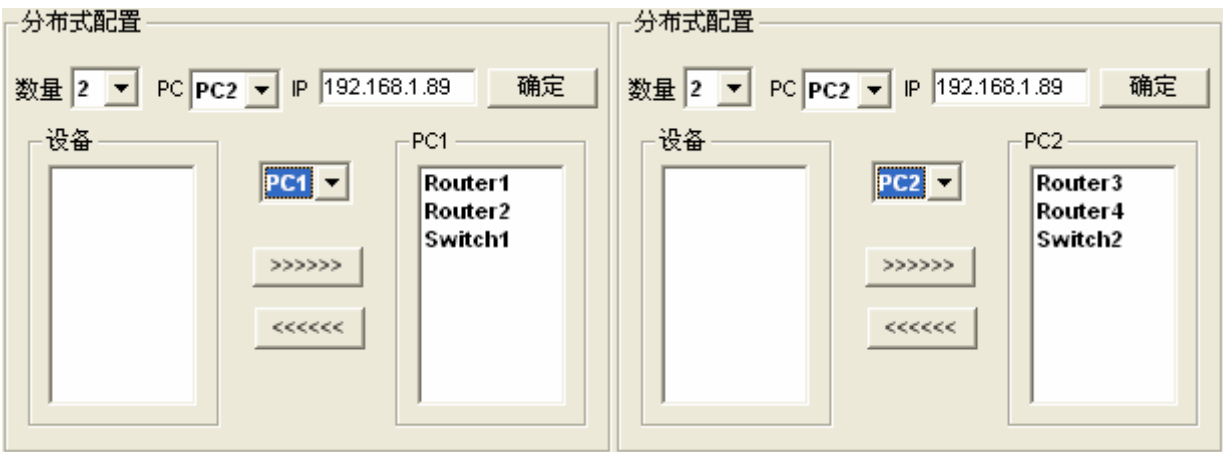 分布式配置
数量 2 PC PC2 IP 192.168.1.89 确定
设备
PC1
PC1
Router1
Router2
Switch1
>>>>>>
<<<<<<
分布式配置
数量 2 PC PC2 IP 192.168.1.89 确定
设备
PC2
PC2
Router3
Router4
Switch2
>>>>>>
<<<<<<